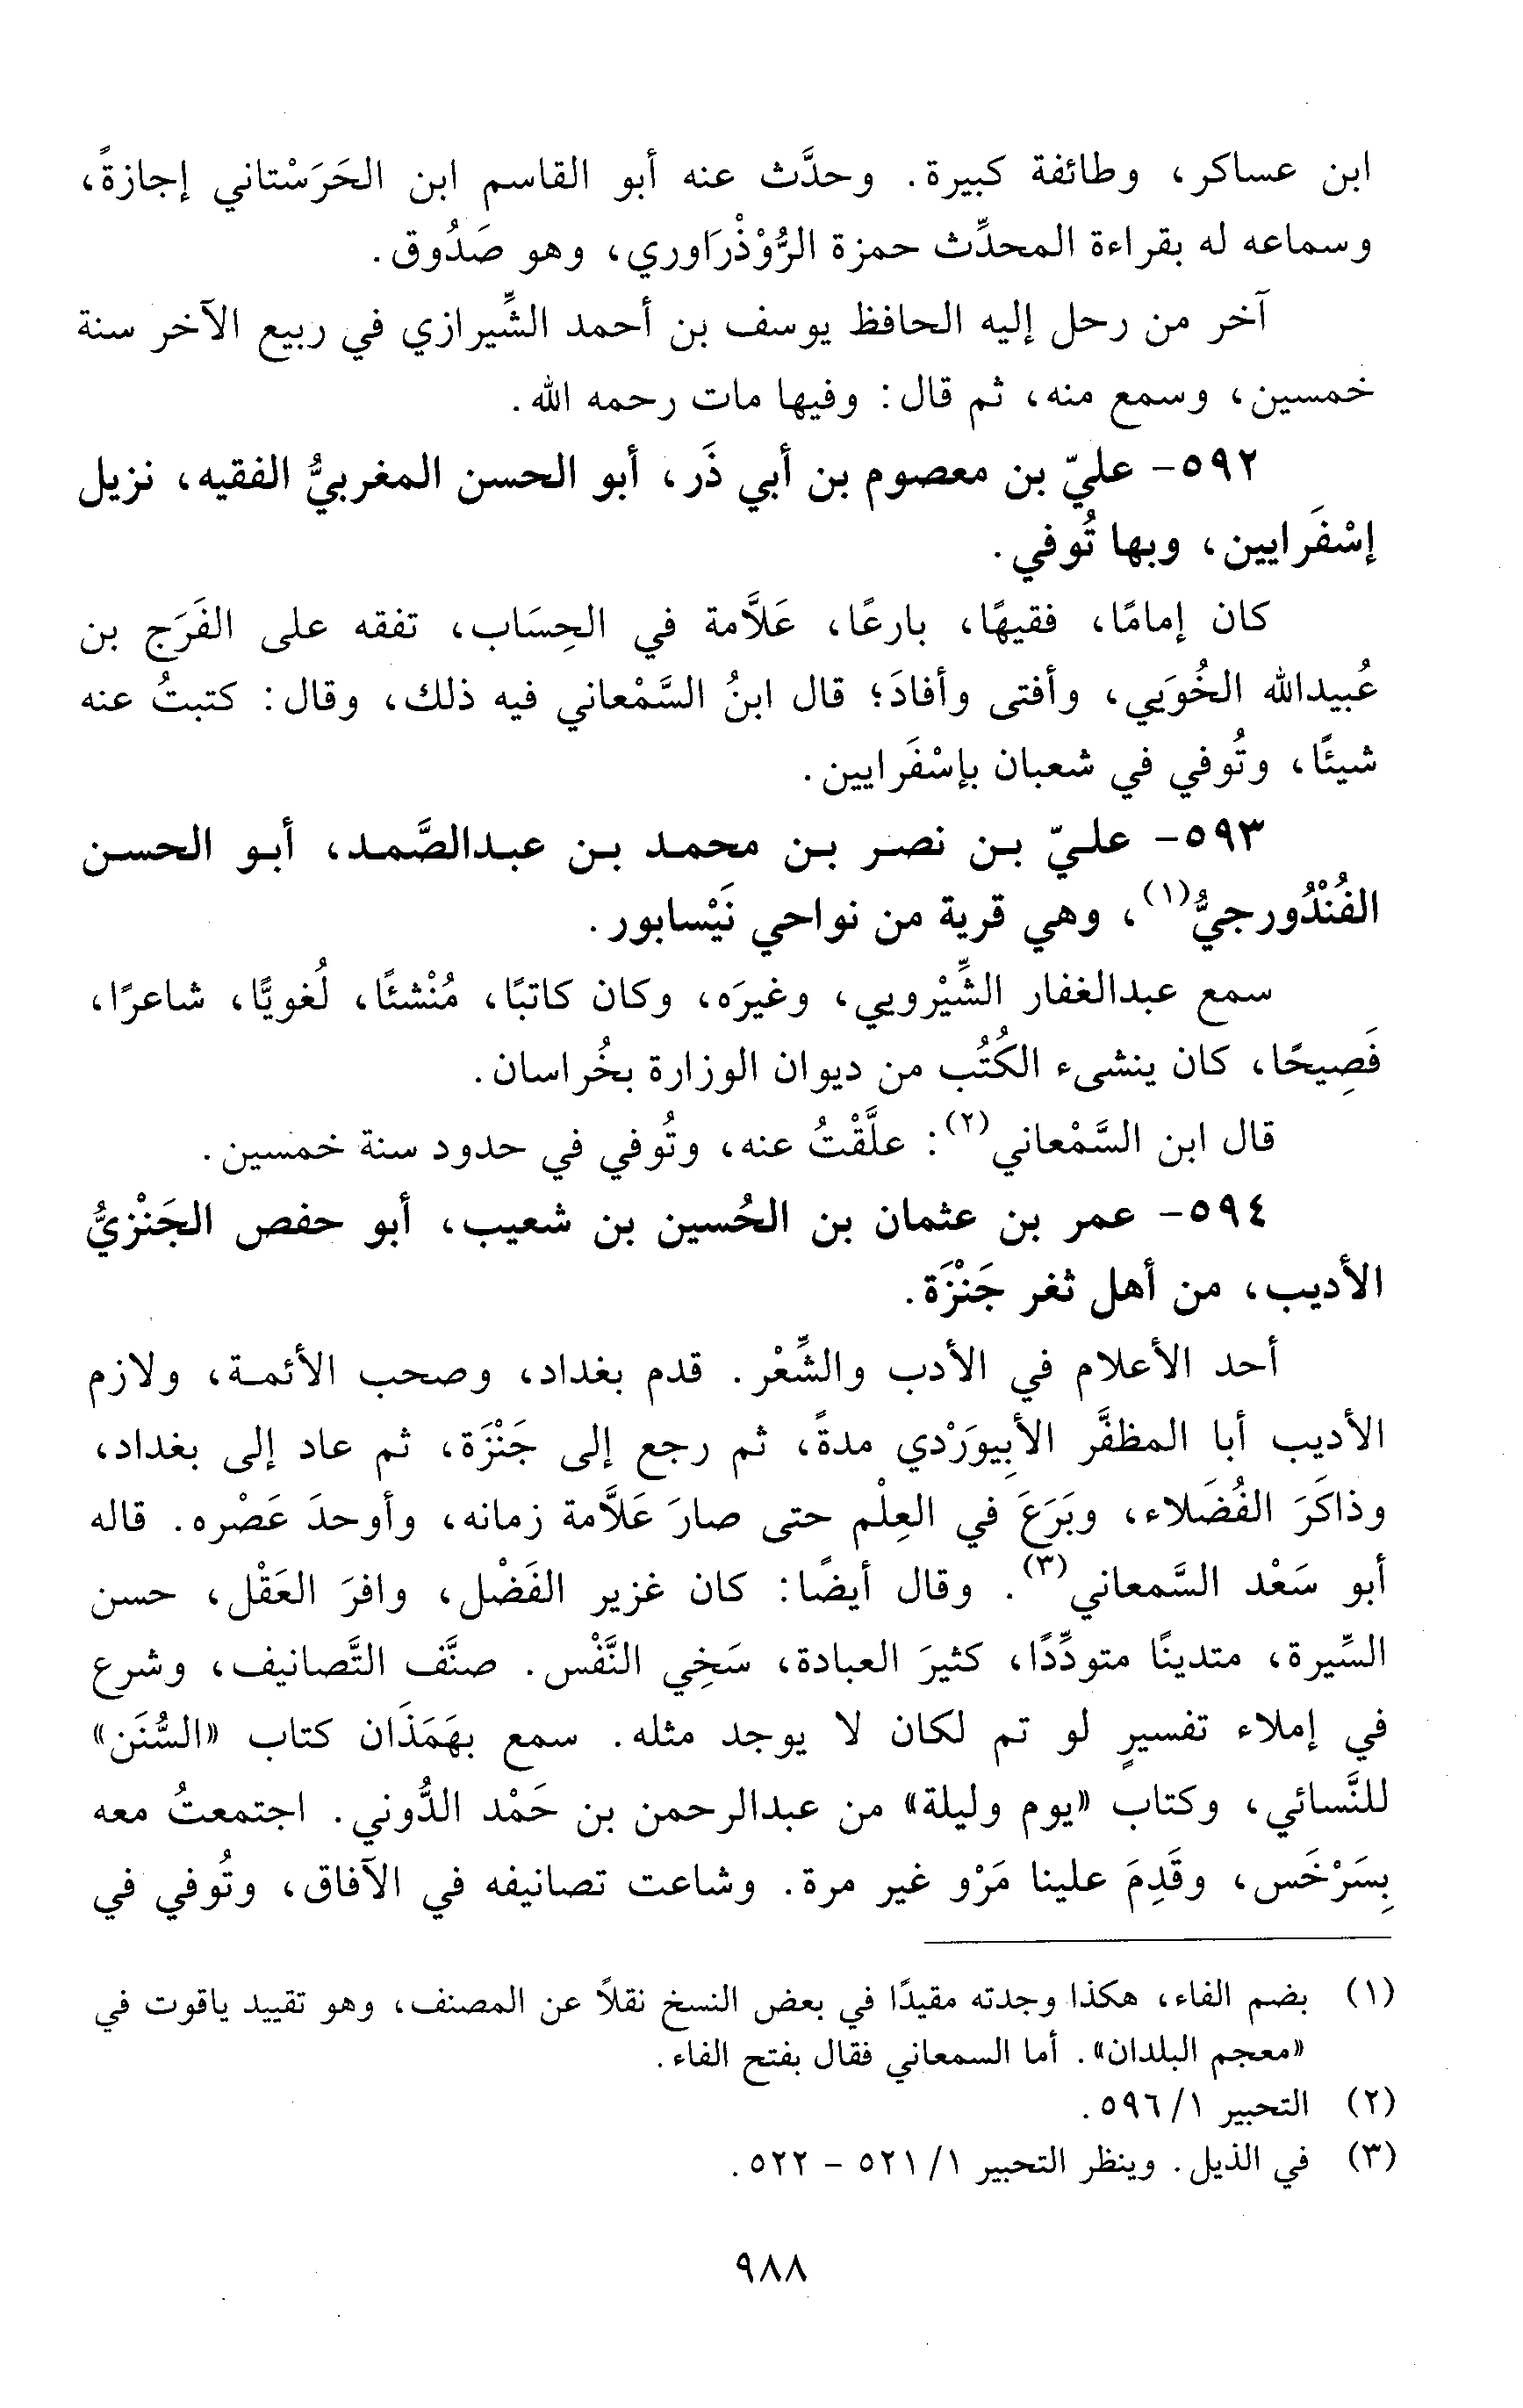 ابن عساكر، وطائفة كبيرة. وحدَّث عنه أبو القاسم ابن الحَرَسْتاني إجازةً،
وسماعه له بقراءة المحدِّث حمزة الرُّوْذْرَاوري، وهو صَدُوق.
آخر من رحل إليه الحافظ يوسف بن أحمد الشِّيرازي في ربيع الآخر سنة
خمسين، وسمع منه، ثم قال: وفيها مات رحمه الله.
٥٩٢- عليّ بن معصوم بن أبي ذَر، أبو الحسن المغربيُّ الفقيه، نزيل
إسْفَرايين، وبها تُوفي.
كان إمامًا، فقيهًا، بارعًا، عَلاَّمة في الحِسَاب، تفقه على الفَرَج بن
عُبيدالله الخُوَيي، وأفتى وأفادَ؛ قال ابنُ السَّمْعاني فيه ذلك، وقال: كتبتُ عنه
شيئًا، وتُوفي في شعبان بإسْفَرايين.
٥٩٣- عليّ بن نصر بن محمد بن عبدالصَّمد، أبو الحسن
الفُنْدُورجيُّ(١)، وهي قرية من نواحي نَيْسابور.
سمع عبدالغفار الشِّيْرويي، وغيرَه، وكان كاتبًا، مُنْشئًا، لُغويًّا، شاعرًا،
فَصِيحًا، كان ينشىء الكُتُب من ديوان الوزارة بخُراسان.
قال ابن السَّمْعاني(٢): علَّقْتُ عنه، وتُوفي في حدود سنة خمسين.
٥٩٤- عمر بن عثمان بن الحُسين بن شعيب، أبو حفص الجَنْزيُّ
الأديب، من أهل ثغر جَنْزَة.
أحد الأعلام في الأدب والشِّعْر. قدم بغداد، وصحب الأئمة، ولازم
الأديب أبا المظفَّر الأبِيورَدْي مدةً، ثم رجع إلى جَنْزَة، ثم عاد إلى بغداد،
وذاكَرَ الفُضَلاء، وبَرَعَ في العِلْم حتى صارَ عَلاَّمة زمانه، وأوحدَ عَصْره. قاله
أبو سَعْد السَّمعاني(٣). وقال أيضًا: كان غزير الفَضْل، وافرَ العَقْل، حسن
السِّيرة، متدينًا متودِّدًا، كثيرَ العبادة، سَخِي النَّفْس. صنَّف التَّصانيف، وشرع
في إملاء تفسيرٍ لو تم لكان لا يوجد مثله. سمع بهَمَذَان كتاب «السُّنَن»
للنَّسائي، وكتاب «يوم وليلة» من عبدالرحمن بن حَمْد الدُّوني. اجتمعتُ معه
بِسَرْخَس، وقَدِمَ علينا مَرْو غير مرة. وشاعت تصانيفه في الآفاق، وتُوفي في
(١) بضم الفاء، هكذا وجدته مقيدًا في بعض النسخ نقلاً عن المصنف، وهو تقييد ياقوت في
«معجم البلدان». أما السمعاني فقال بفتح الفاء.
(٢) التحبير ١/ ٥٩٦.
(٣) في الذيل. وينظر التحبير ١/ ٥٢١ - ٥٢٢.
٩٨٨